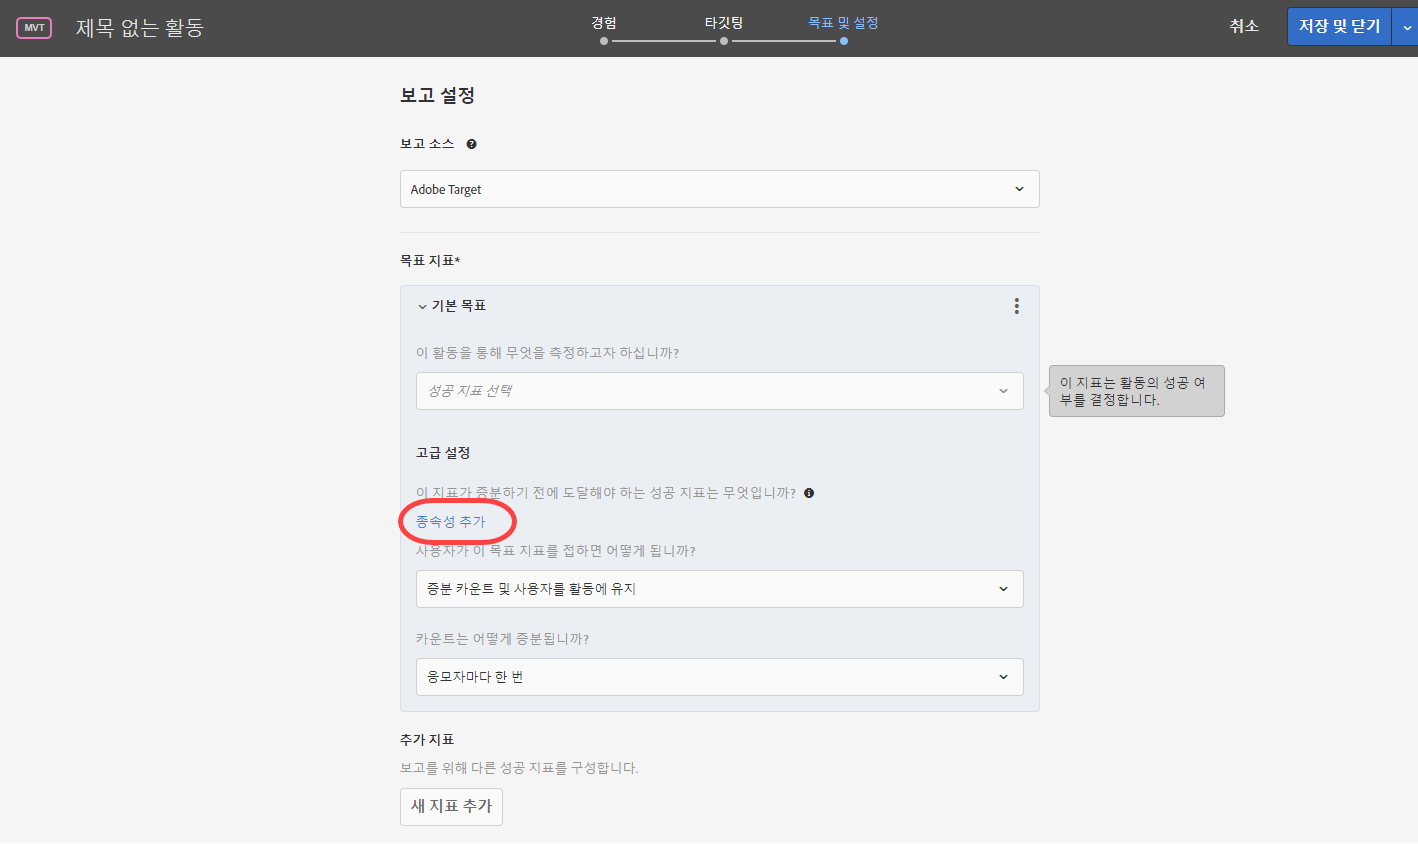 MVT
제목 없는 활동
경험
타깃팅
목표 및 설정
취소
저장 및 닫기
보고 설정
보고 소스
Adobe Target
목표 지표*
기본 목표
이 활동을 통해 무엇을 측정하고자 하십니까?
성공 지표 선택
이 지표는 활동의 성공 여
부를 결정합니다.
고급 설정
이 지표가 증분하기 전에 도달해야 하는 성공 지표는 무엇입니까?
종속성 추가
사용자가 이 목표 지표를 접하면 어떻게 됩니까?
증분 카운트 및 사용자를 활동에 유지
카운트는 어떻게 증분됩니까?
응모자마다 한 번
추가 지표
보고를 위해 다른 성공 지표를 구성합니다.
새 지표 추가